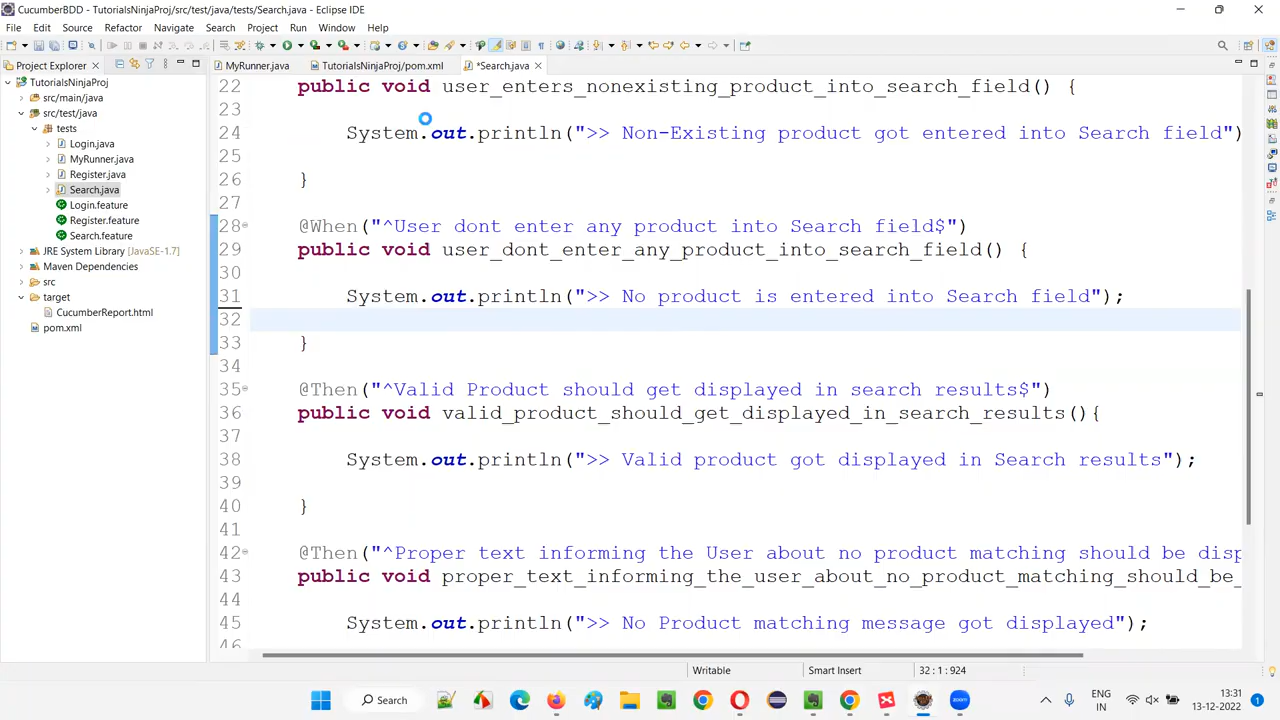 CucumberBDD - TutorialsNinjaProj/src/test/java/tests/Search.java - Eclipse IDE
File Edit Source Refactor Navigate Search Project Run Window Help
Project Explorer
MyRunner.java
TutorialsNinjaProj/pom.xml
*Search.java
TutorialsNinjaProj
src/main/java
src/test/java
tests
Login.java
MyRunner.java
Register.java
Search.java
Login.feature
Register.feature
Search.feature
JRE System Library [JavaSE-1.7]
Maven Dependencies
src
target
CucumberReport.html
pom.xml
22 public void user_enters_nonexisting_product_into_search_field() {
23
24 System.out.println(">> Non-Existing product got entered into Search field")
25
26 }
27
28 @When("^User dont enter any product into Search field$")
29 public void user_dont_enter_any_product_into_search_field() {
30
31 System.out.println(">> No product is entered into Search field");
32
33 }
34
35 @Then("^Valid Product should get displayed in search results$")
36 public void valid_product_should_get_displayed_in_search_results(){
37
38 System.out.println(">> Valid product got displayed in Search results");
39
40 }
41
42 @Then("^Proper text informing the User about no product matching should be disp
43 public void proper_text_informing_the_user_about_no_product_matching_should_be_
44
45 System.out.println(">> No Product matching message got displayed");
46
Writable Smart Insert 32 : 1 : 924
Search
ENG
IN
13:31
13-12-2022